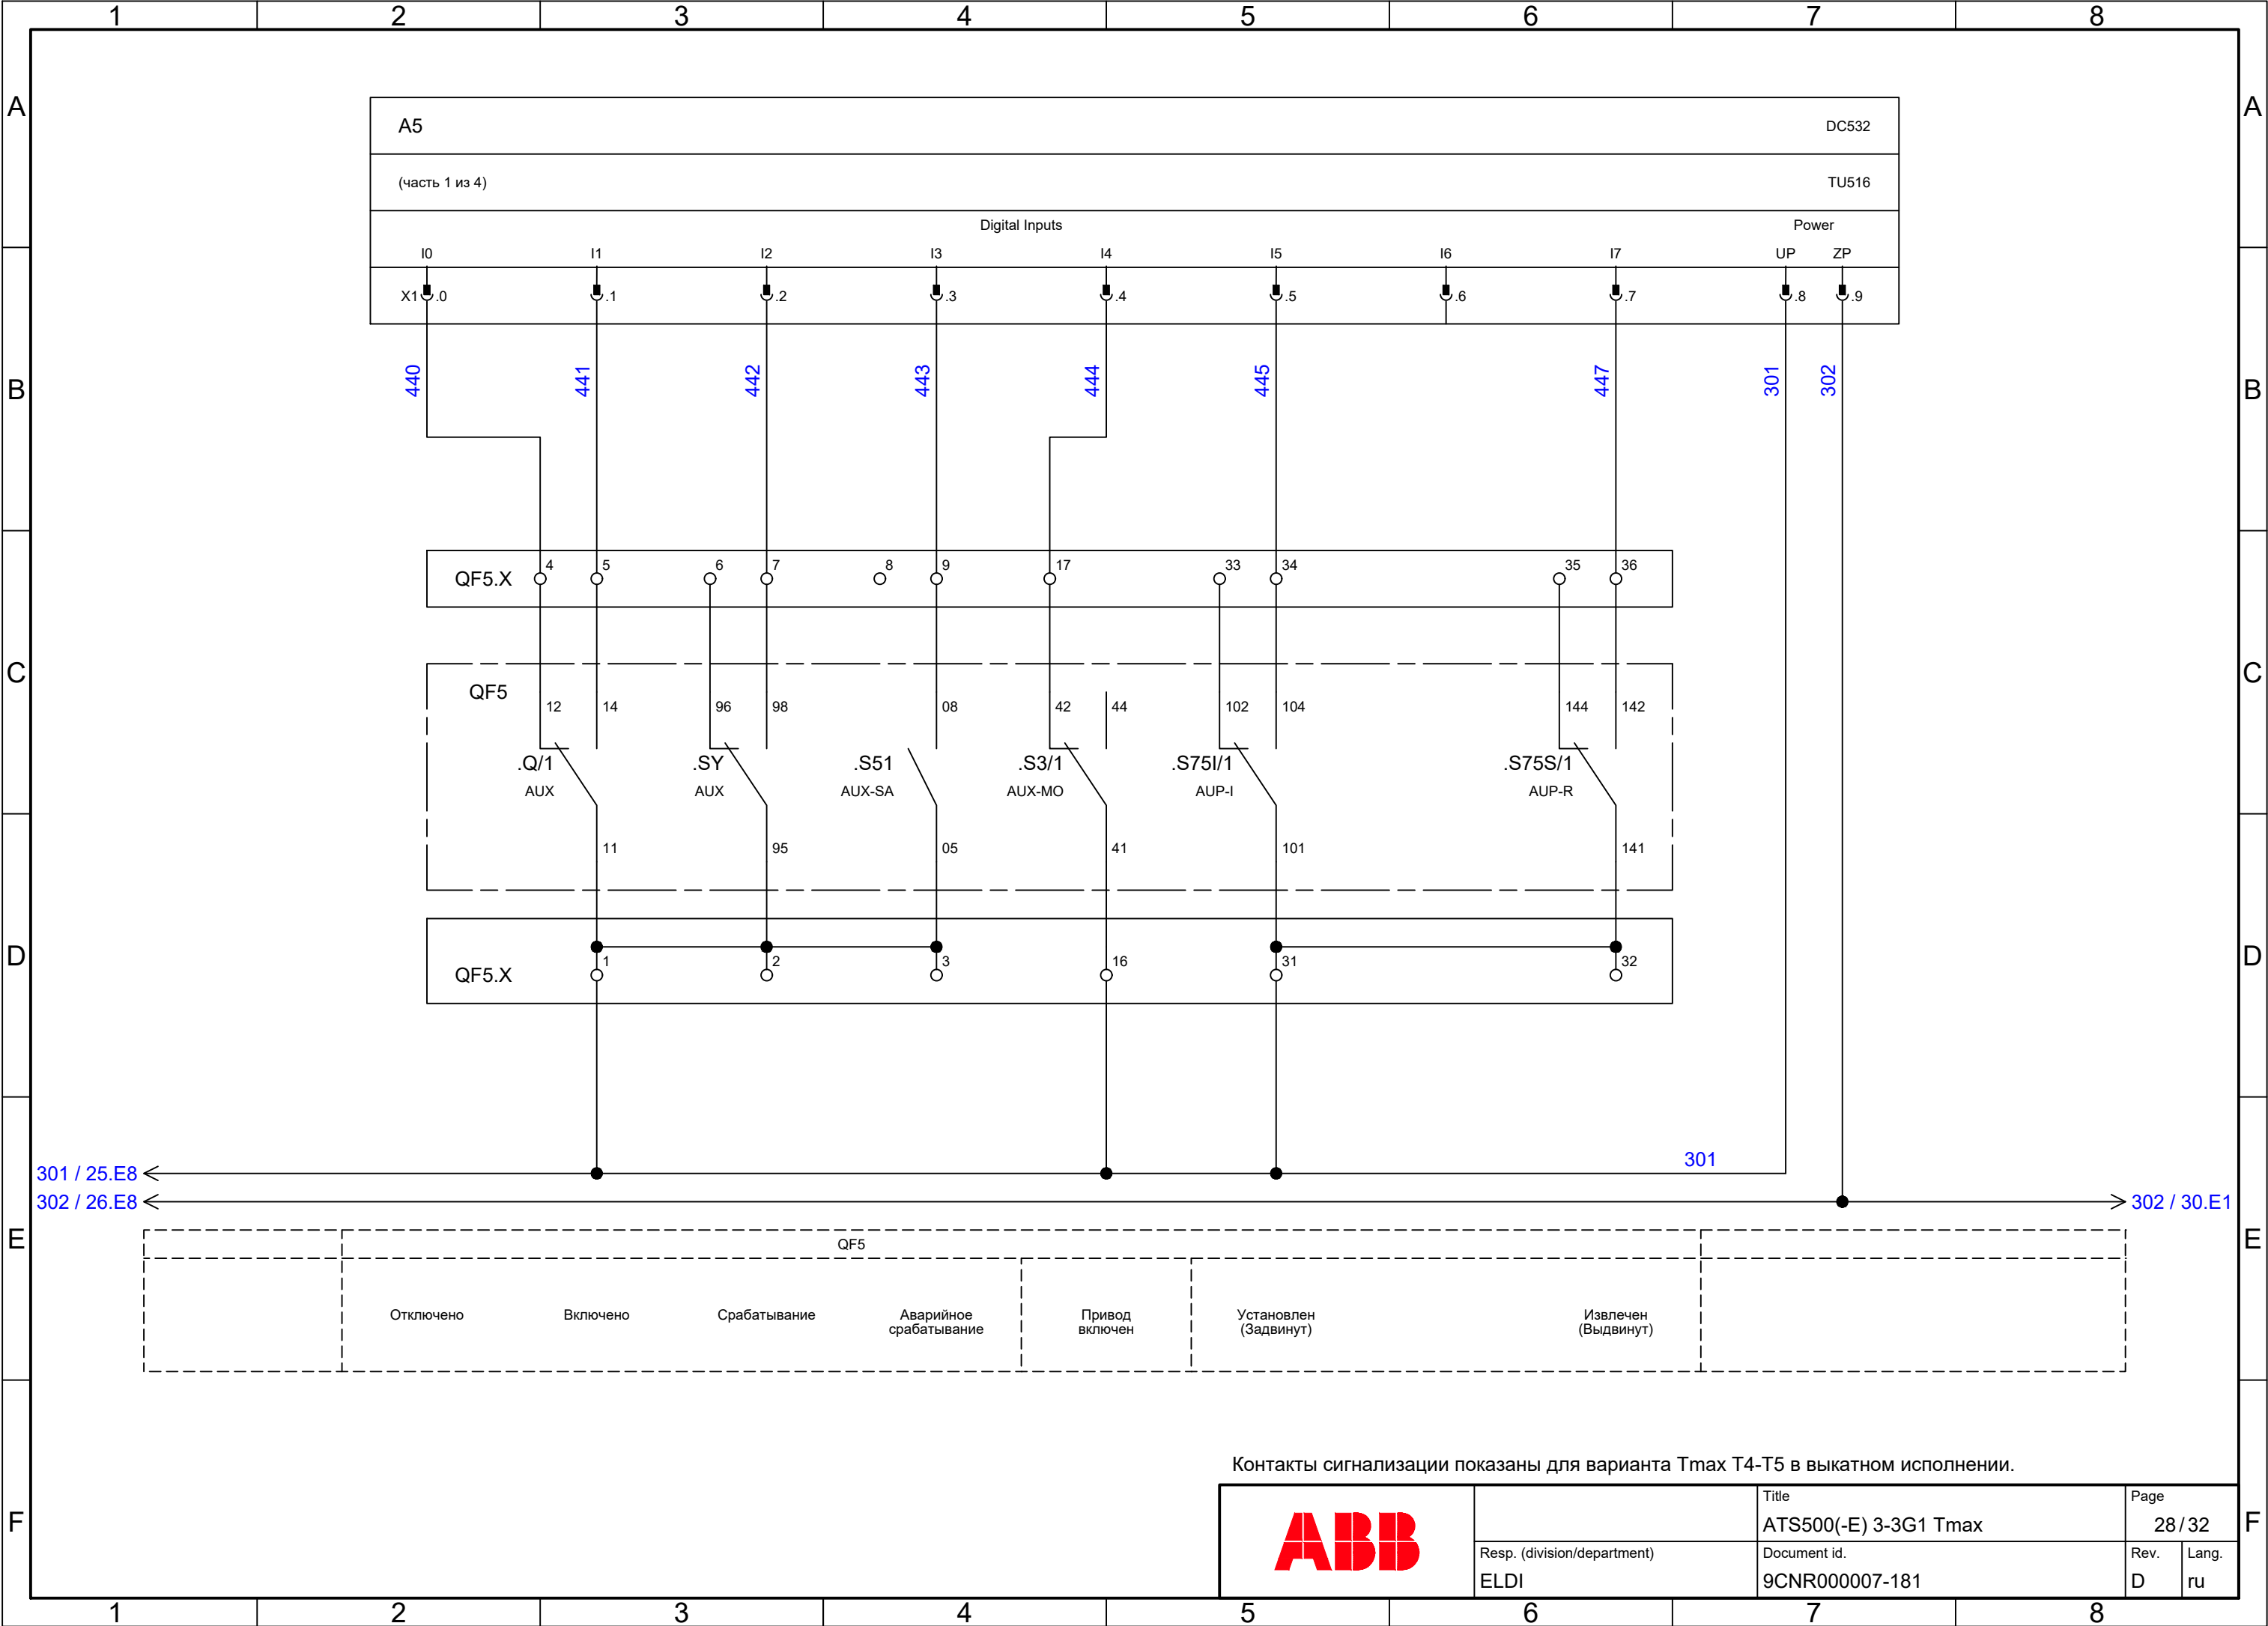 1 2 3 4 5 6 7 8
A A
A5 DC532
(часть 1 из 4) TU516
Digital Inputs Power
I0 I1 I2 I3 I4 I5 I6 I7 UP ZP
X1 .0 .1 .2 .3 .4 .5 .6 .7 .8 .9
B B
440 441 442 443 444 445 447 301 302
QF5.X 4 5 6 7 8 9 17 33 34 35 36
C C
QF5
12 14 96 98 08 42 44 102 104 144 142
.Q/1 .SY .S51 .S3/1 .S75I/1 .S75S/1
AUX AUX AUX-SA AUX-MO AUP-I AUP-R
11 95 05 41 101 141
D D
QF5.X 1 2 3 16 31 32
301 / 25.E8 301
302 / 26.E8 302 / 30.E1
E E
QF5
Отключено Включено Срабатывание Аварийное Привод Установлен Извлечен
срабатывание включен (Задвинут) (Выдвинут)
Контакты сигнализации показаны для варианта Tmax T4-T5 в выкатном исполнении.
F F
ABB
Title Page
ATS500(-E) 3-3G1 Tmax 28/32
Resp. (division/department) Document id. Rev. Lang.
ELDI 9CNR000007-181 D ru
1 2 3 4 5 6 7 8